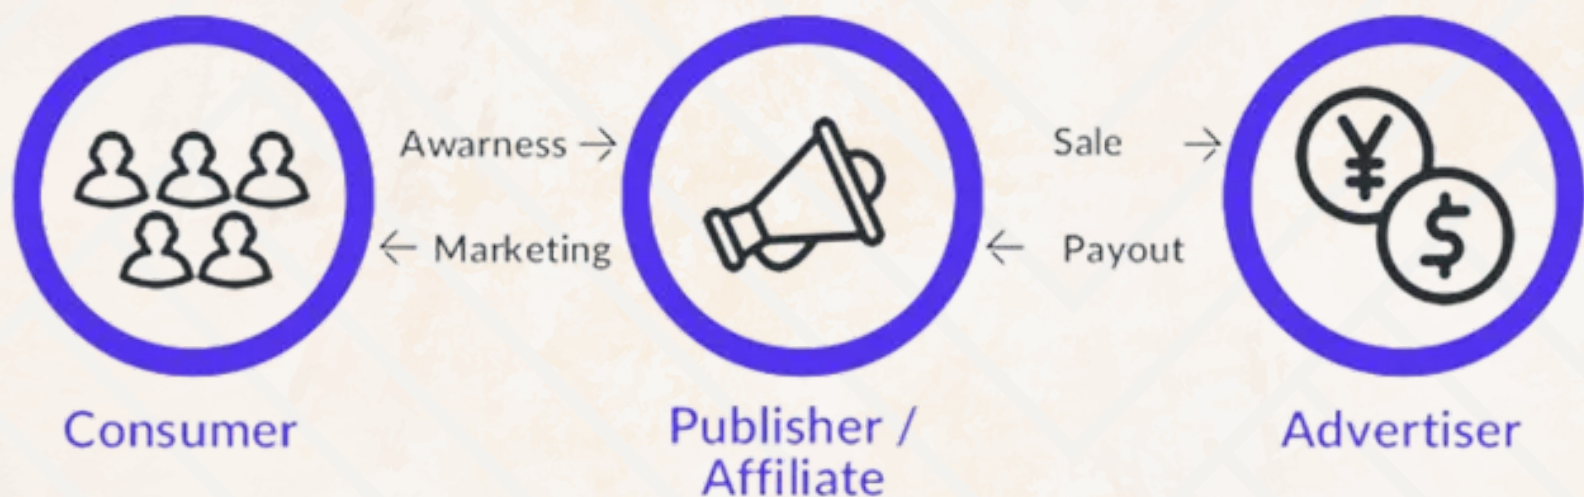 Awarness → Sale →
← Marketing ← Payout
Consumer Publisher / Advertiser
Affiliate
¥
$